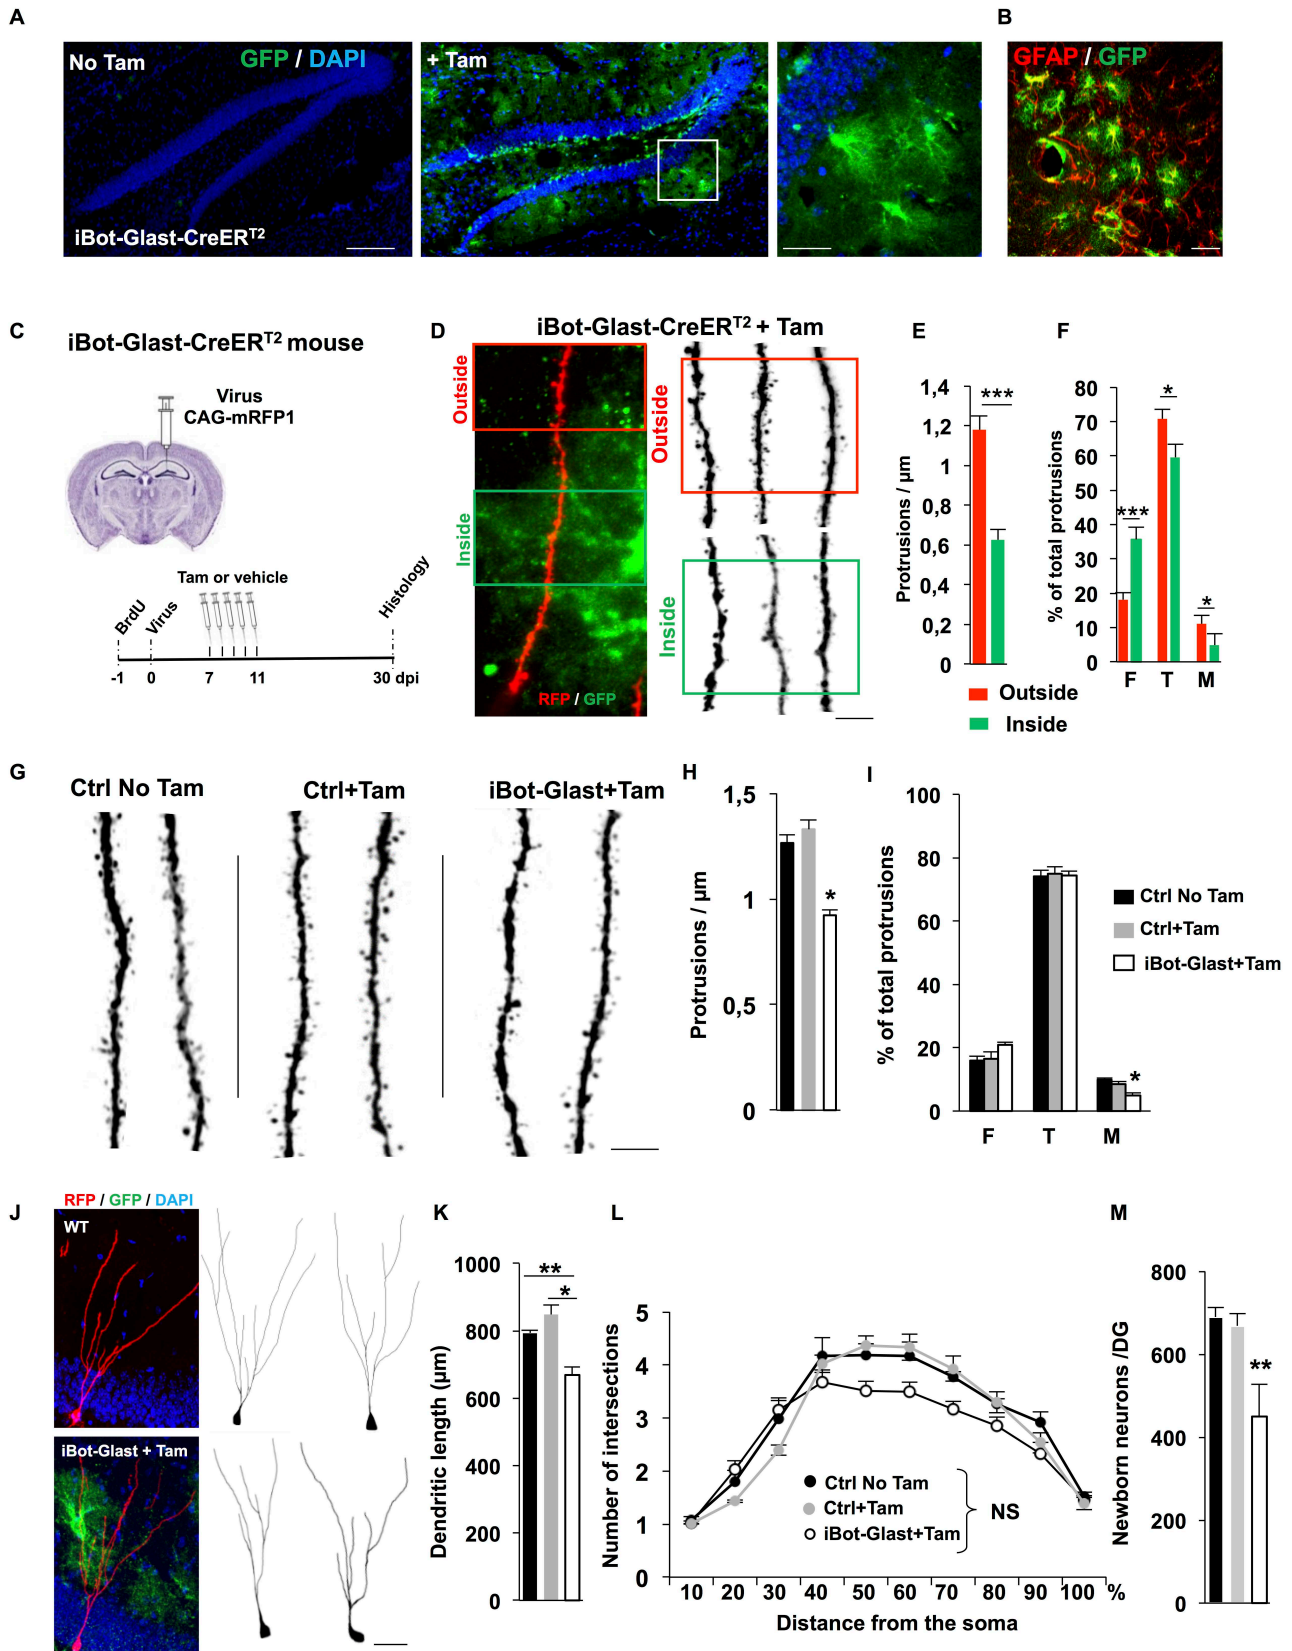 A
B
No Tam
GFP / DAPI
iBot-Glast-CreERT2
+ Tam
GFAP / GFP
C
iBot-Glast-CreERT2 mouse
Virus
CAG-mRFP1
Tam or vehicle
BrdU
Virus
Histology
-1
0
7
11
30 dpi
D
iBot-Glast-CreERT2 + Tam
Outside
Inside
RFP / GFP
Outside
Inside
E
Protrusions / µm
1,4
1,2
1
0,8
0,6
0,4
0,2
0
***
F
% of total protrusions
80
70
60
50
40
30
20
10
0
***
*
*
F T M
Outside
Inside
G
Ctrl No Tam
Ctrl+Tam
iBot-Glast+Tam
H
Protrusions / µm
1,5
1
0,5
0
*
I
% of total protrusions
100
80
60
40
20
0
*
F T M
Ctrl No Tam
Ctrl+Tam
iBot-Glast+Tam
J
RFP / GFP / DAPI
WT
iBot-Glast + Tam
K
Dendritic length (µm)
1000
800
600
400
200
0
**
*
L
Number of intersections
5
4
3
2
1
0
Ctrl No Tam
Ctrl+Tam
iBot-Glast+Tam
NS
10 20 30 40 50 60 70 80 90 100 %
Distance from the soma
M
Newborn neurons /DG
800
600
400
200
0
**